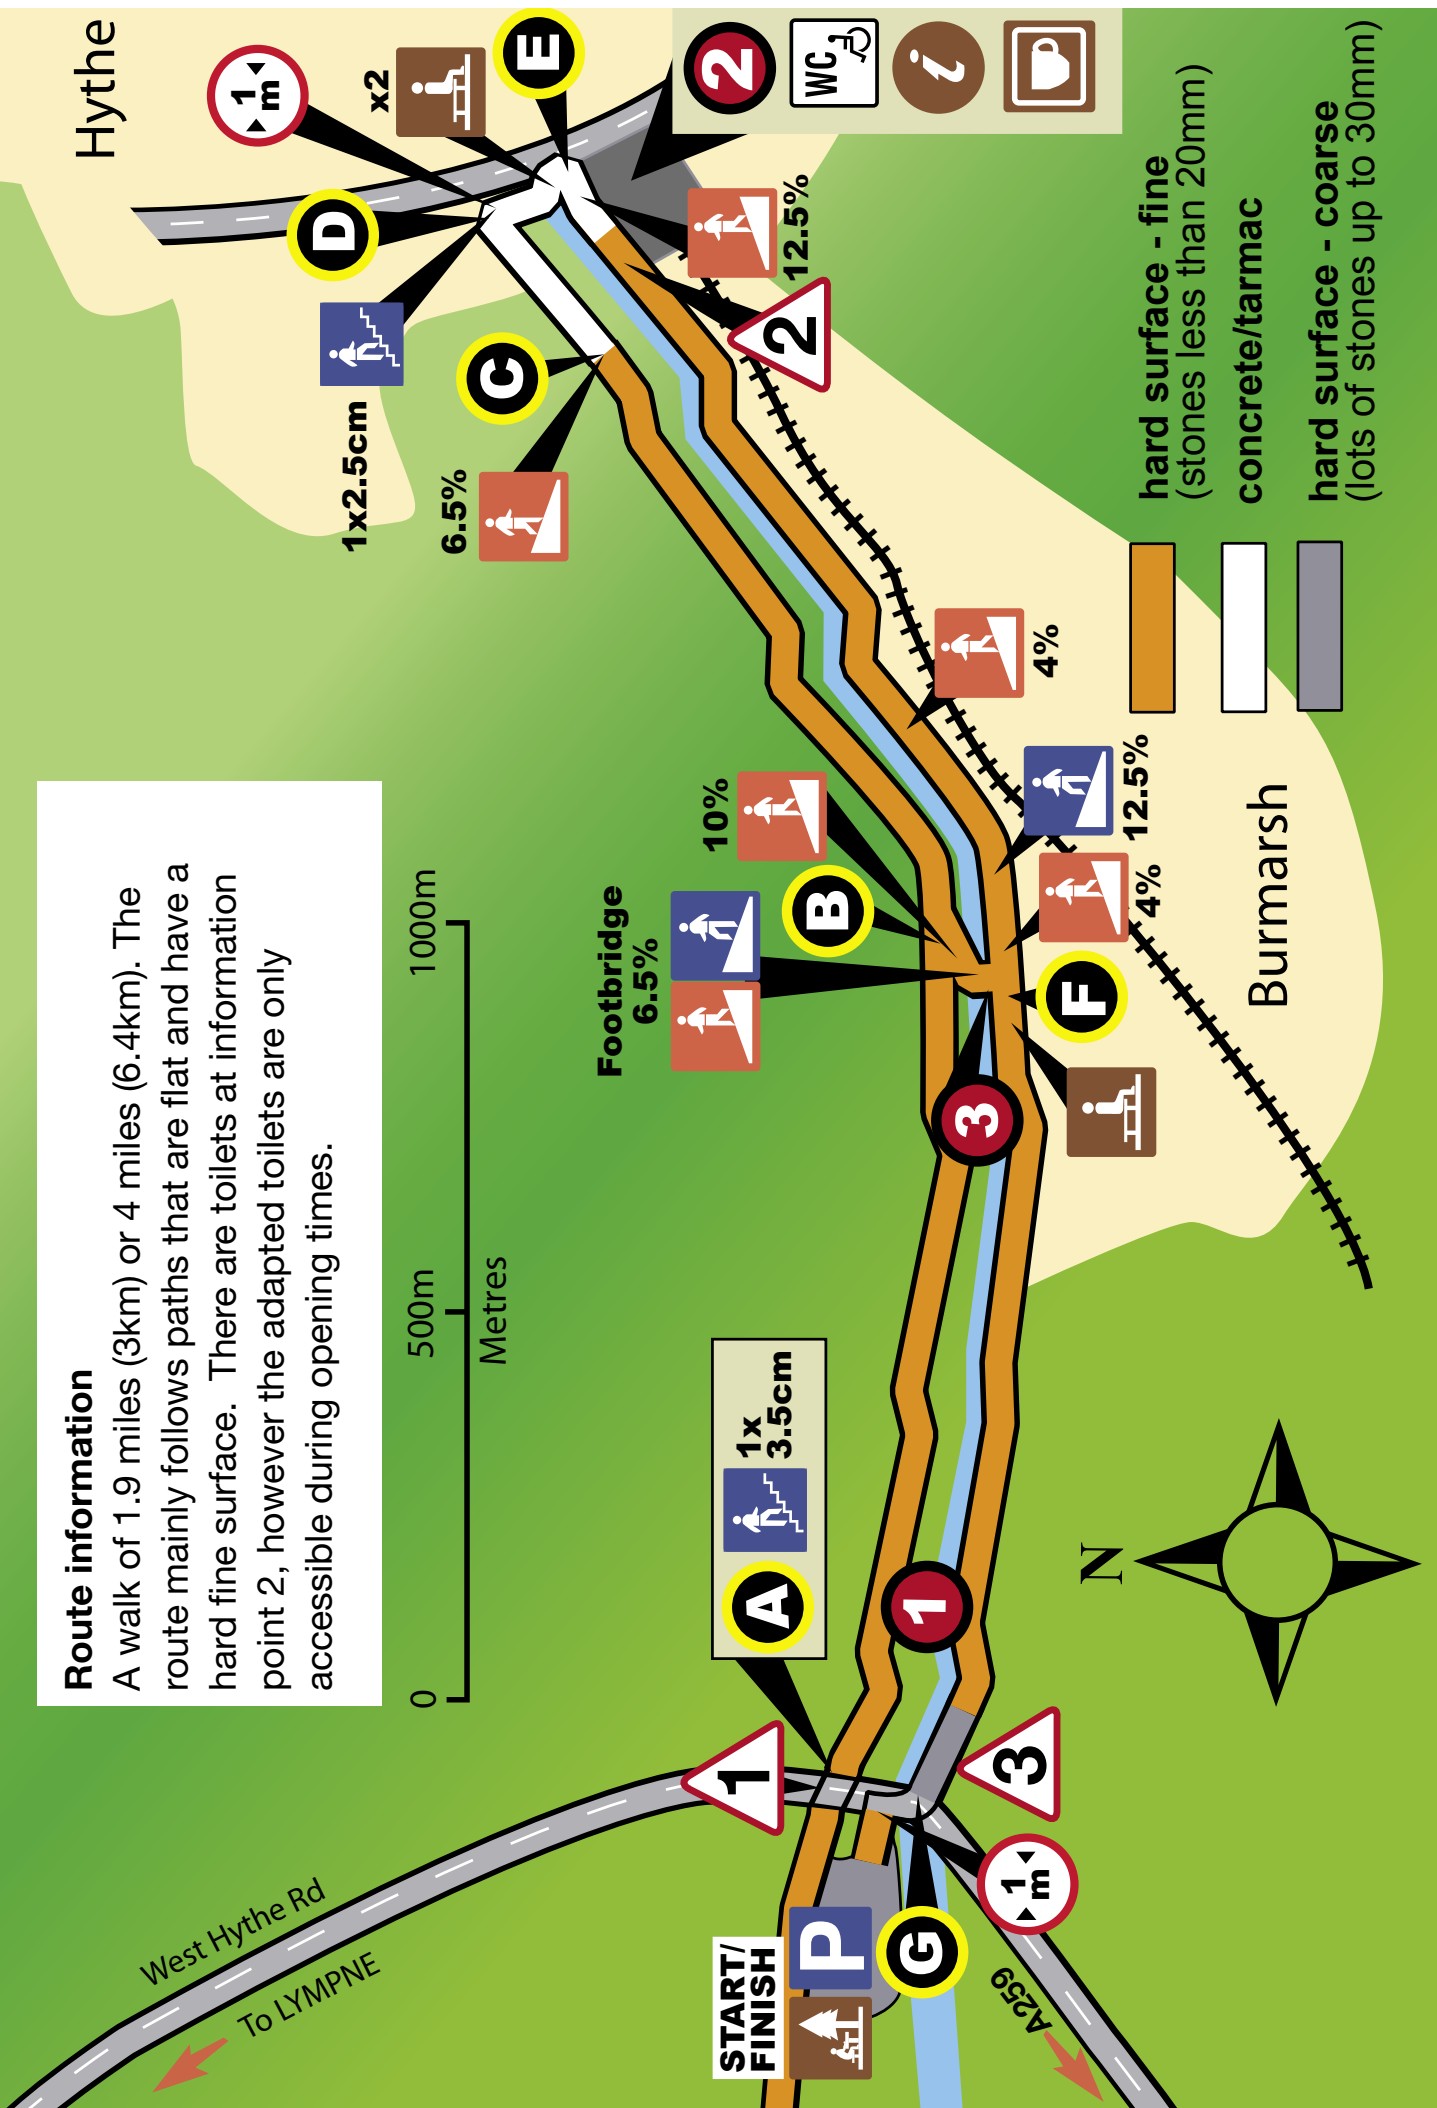 Route information
A walk of 1.9 miles (3km) or 4 miles (6.4km). The
route mainly follows paths that are flat and have a
hard fine surface. There are toilets at information
point 2, however the adapted toilets are only
accessible during opening times.
0
500m
1000m
Metres
Hythe
1
m
x2
E
D
1x2.5cm
C
6.5%
2
WC
i
12.5%
2
4%
10%
B
Footbridge
6.5%
12.5%
4%
F
3
Burmarsh
hard surface - fine
(stones less than 20mm)
concrete/tarmac
hard surface - coarse
(lots of stones up to 30mm)
A
1x
3.5cm
1
1
3
N
West Hythe Rd
To LYMPNE
START/
FINISH
P
G
1
m
A259